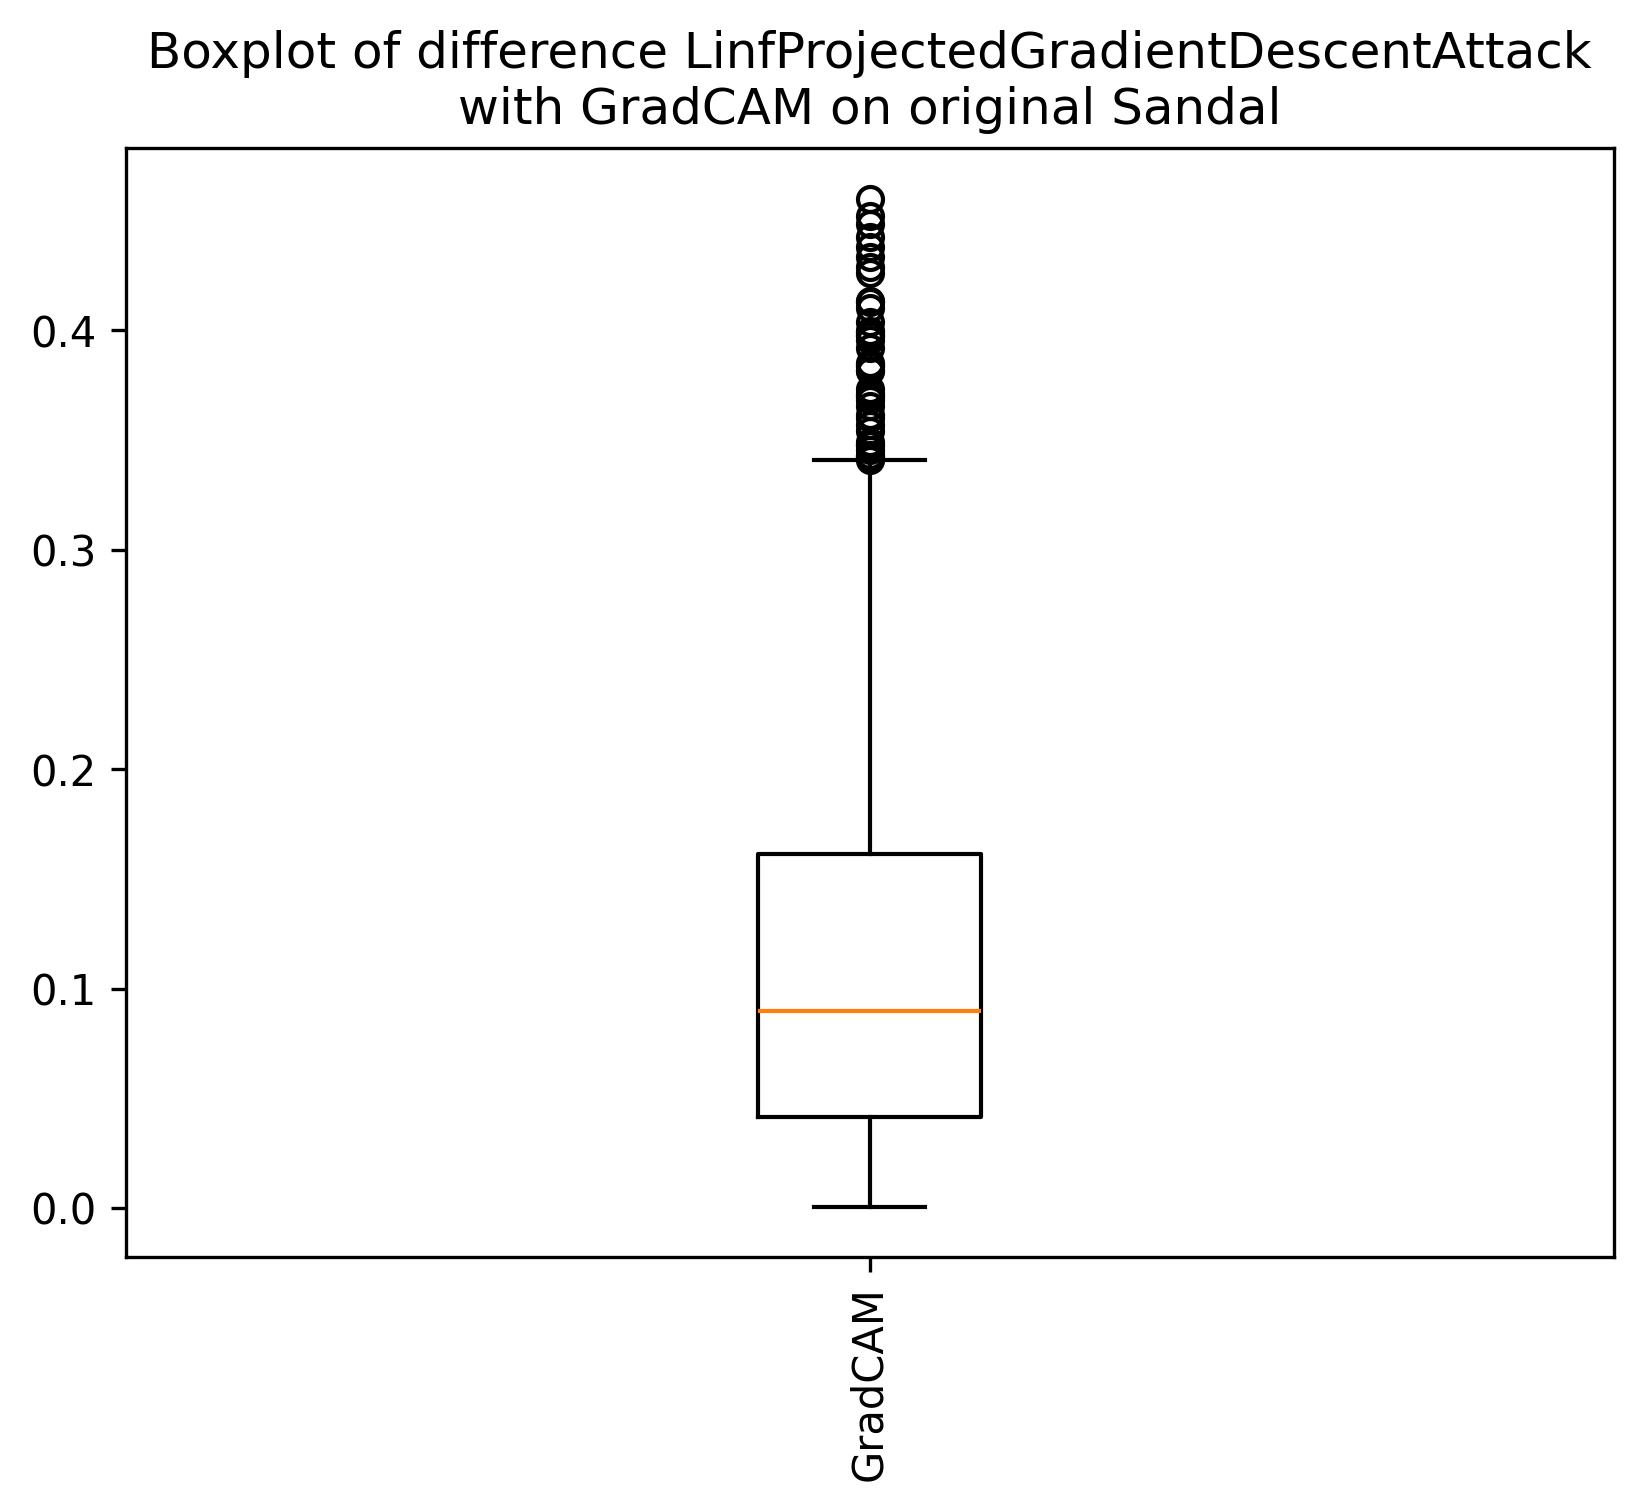 Boxplot of difference LinfProjectedGradientDescentAttack
with GradCAM on original Sandal
0.4
0.3
0.2
0.1
0.0
GradCAM